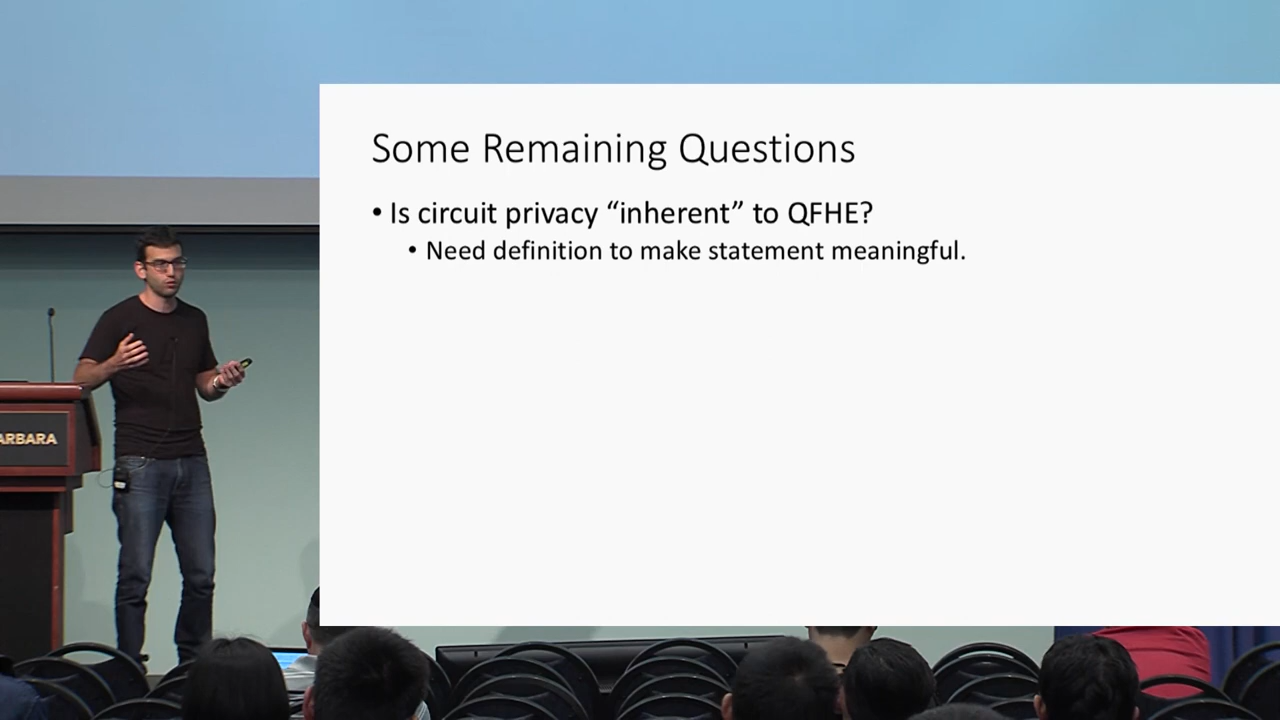 Some Remaining Questions
• Is circuit privacy “inherent” to QFHE?
• Need definition to make statement meaningful.
ARBARA